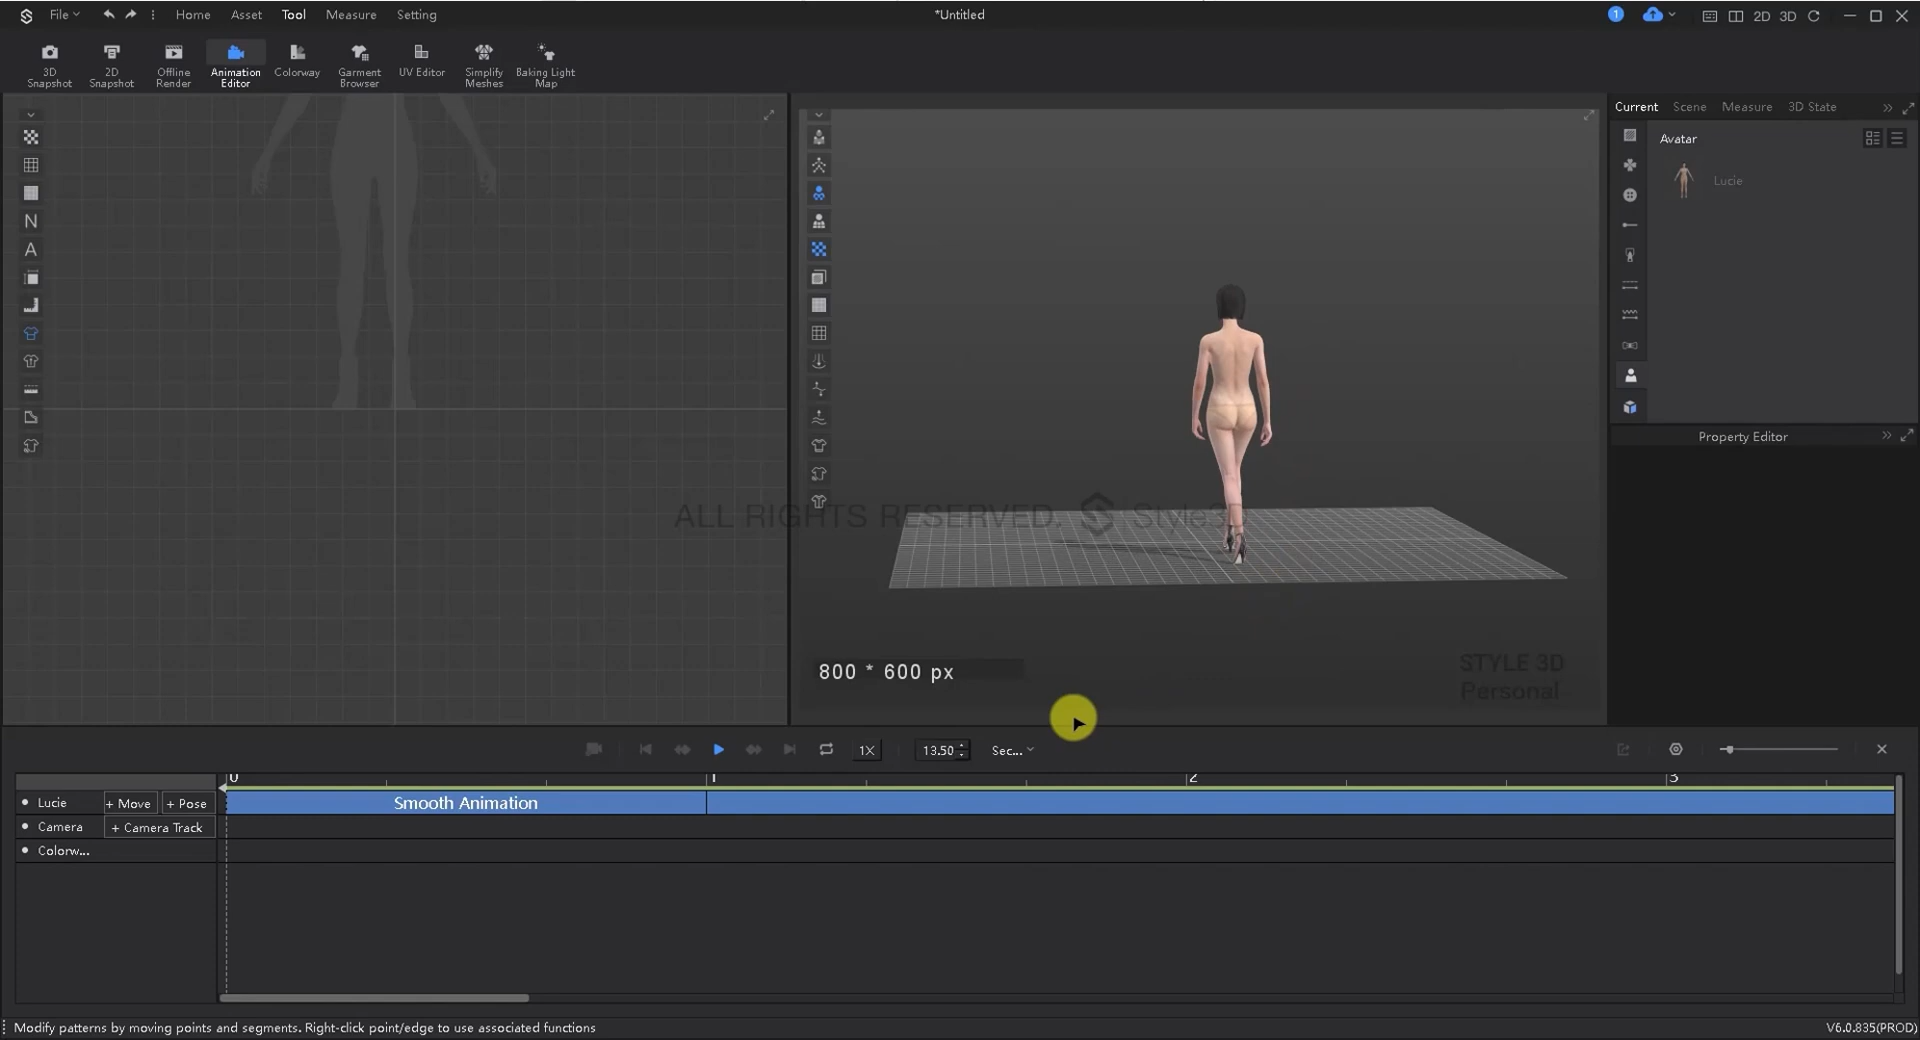 File
Home
Asset
Tool
Measure
Setting
*Untitled
1
2D
3D
3D Snapshot
2D Snapshot
Offline Render
Animation Editor
Colorway
Garment Browser
UV Editor
Simplify Meshes
Baking Light Map
N
A
Current
Scene
Measure
3D State
Avatar
Lucie
Property Editor
ALL RIGHTS RESERVED. Style3D
800 * 600 px
STYLE 3D
Personal
1X
13.50
Sec...
0
1
2
3
Lucie
+ Move
+ Pose
Smooth Animation
Camera
+ Camera Track
Colorw...
Modify patterns by moving points and segments. Right-click point/edge to use associated functions
V6.0.835(PROD)